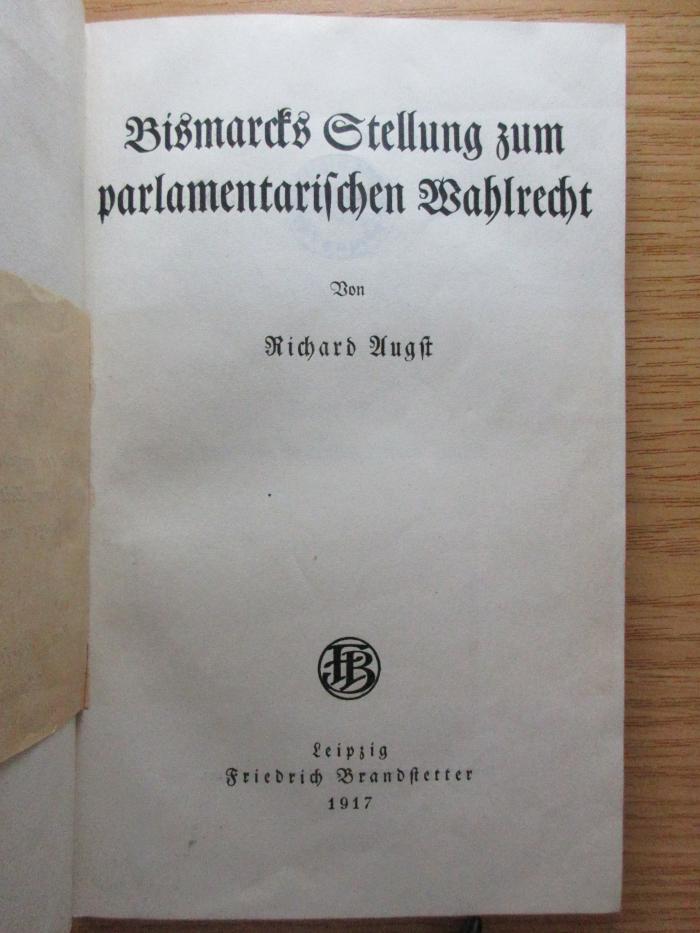 Bismarcks Stellung zum
parlamentariſchen Wahlrecht
Von
Richard Augſt
FB
Leipzig
Friedrich Brandſtetter
1917